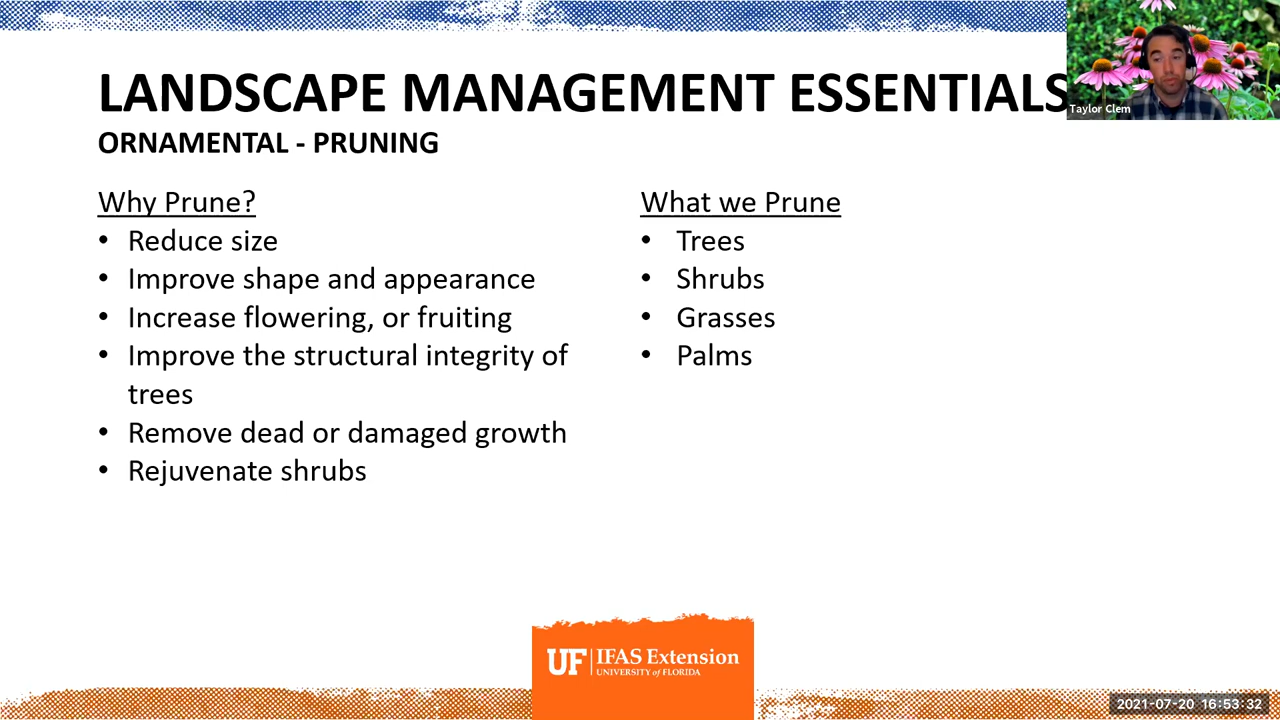 LANDSCAPE MANAGEMENT ESSENTIALS
ORNAMENTAL - PRUNING
Taylor Clem
Why Prune?
• Reduce size
• Improve shape and appearance
• Increase flowering, or fruiting
• Improve the structural integrity of
trees
• Remove dead or damaged growth
• Rejuvenate shrubs
What we Prune
• Trees
• Shrubs
• Grasses
• Palms
UF IFAS Extension
UNIVERSITY of FLORIDA
2021-07-20 16:53:32